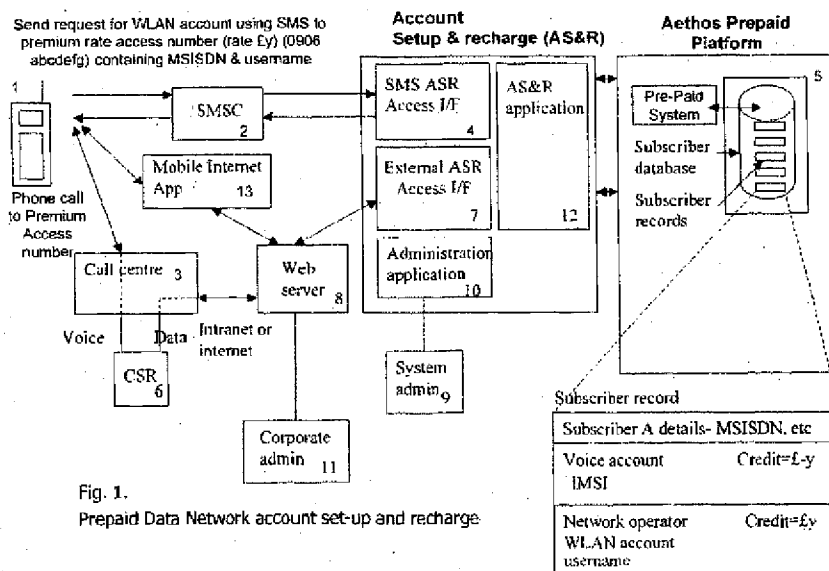 Send request for WLAN account using SMS to
premium rate access number (rate £y) (0906
abcdefg) containing MSISDN & username
Account
Setup & recharge (AS&R)
Aethos Prepaid
Platform
1
SMSC
2
SMS ASR
Access I/F
4
AS&R
application
12
Pre-Paid
System
5
Subscriber
database
Subscriber
records
Mobile Internet
App
13
External ASR
Access I/F
7
Phone call
to Premium
Access
number
Call centre
3
Web
server
8
Administration
application
10
Voice
Data
Intranet or
internet
CSR
6
System
admin
9
Corporate
admin
11
Subscriber record
Subscriber A details- MSISDN, etc
Voice account Credit=£-y
IMSI
Network operator Credit=£y
WLAN account
username
Fig. 1.
Prepaid Data Network account set-up and recharge